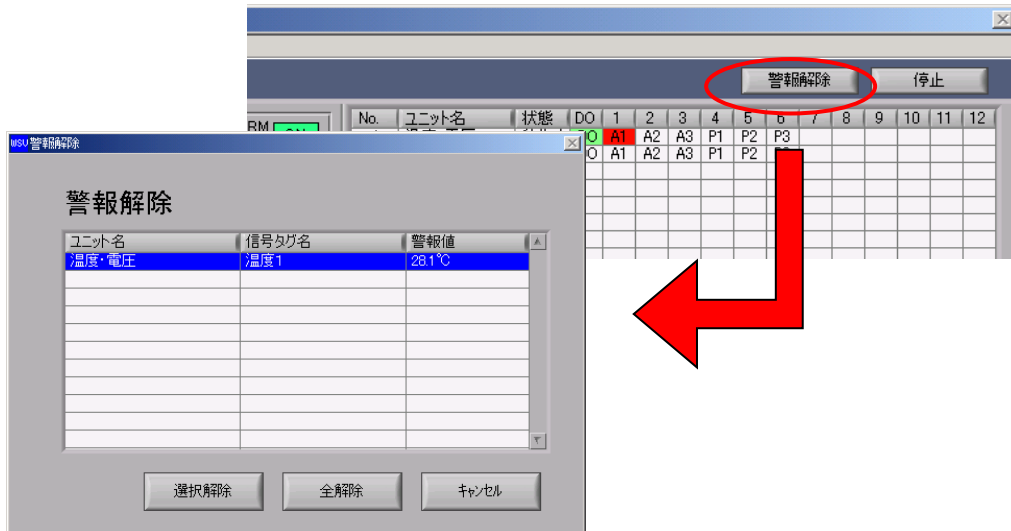 警報解除 停止
No. ユニット名 状態 DO 1 2 3 4 5 6 7 8 9 10 11 12
DO A1 A2 A3 P1 P2 P3
DO A1 A2 A3 P1 P2
WSU 警報解除
警報解除
ユニット名 信号タグ名 警報値
温度・電圧 温度1 28.1℃
選択解除 全解除 キャンセル